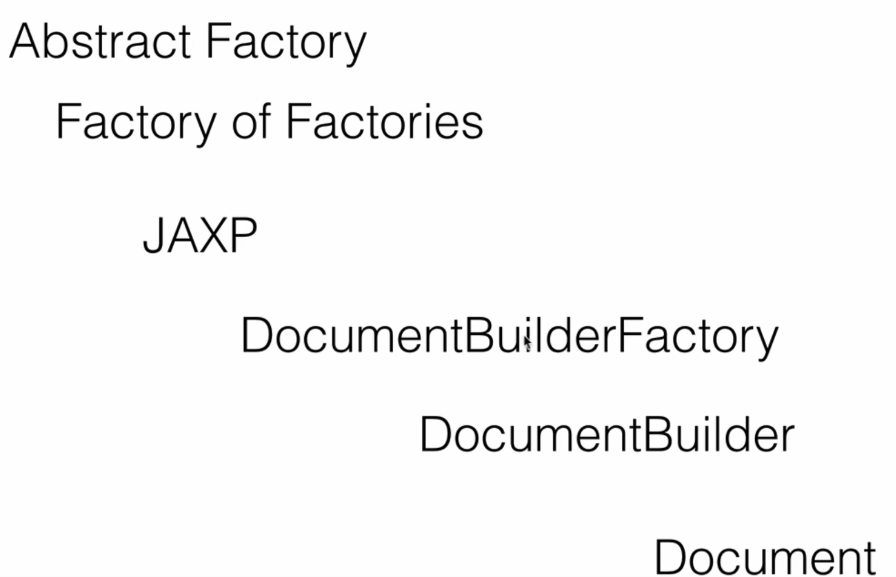 Abstract Factory
Factory of Factories
JAXP
DocumentBuilderFactory
DocumentBuilder
Document